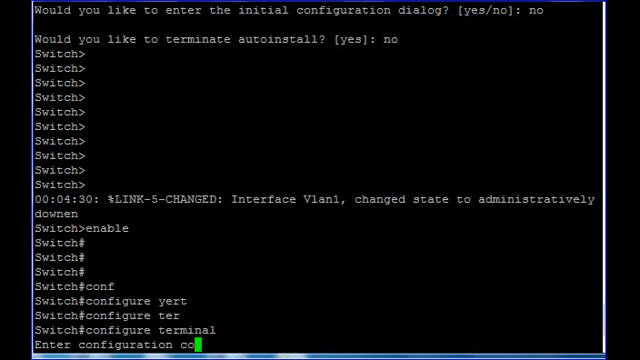 Would you like to enter the initial configuration dialog? [yes/no]: no
Would you like to terminate autoinstall? [yes]: no
Switch>
Switch>
Switch>
Switch>
Switch>
Switch>
Switch>
Switch>
Switch>
Switch>
00:04:30: %LINK-5-CHANGED: Interface Vlan1, changed state to administratively
downen
Switch>enable
Switch#
Switch#
Switch#
Switch#conf
Switch#configure yert
Switch#configure ter
Switch#configure terminal
Enter configuration co